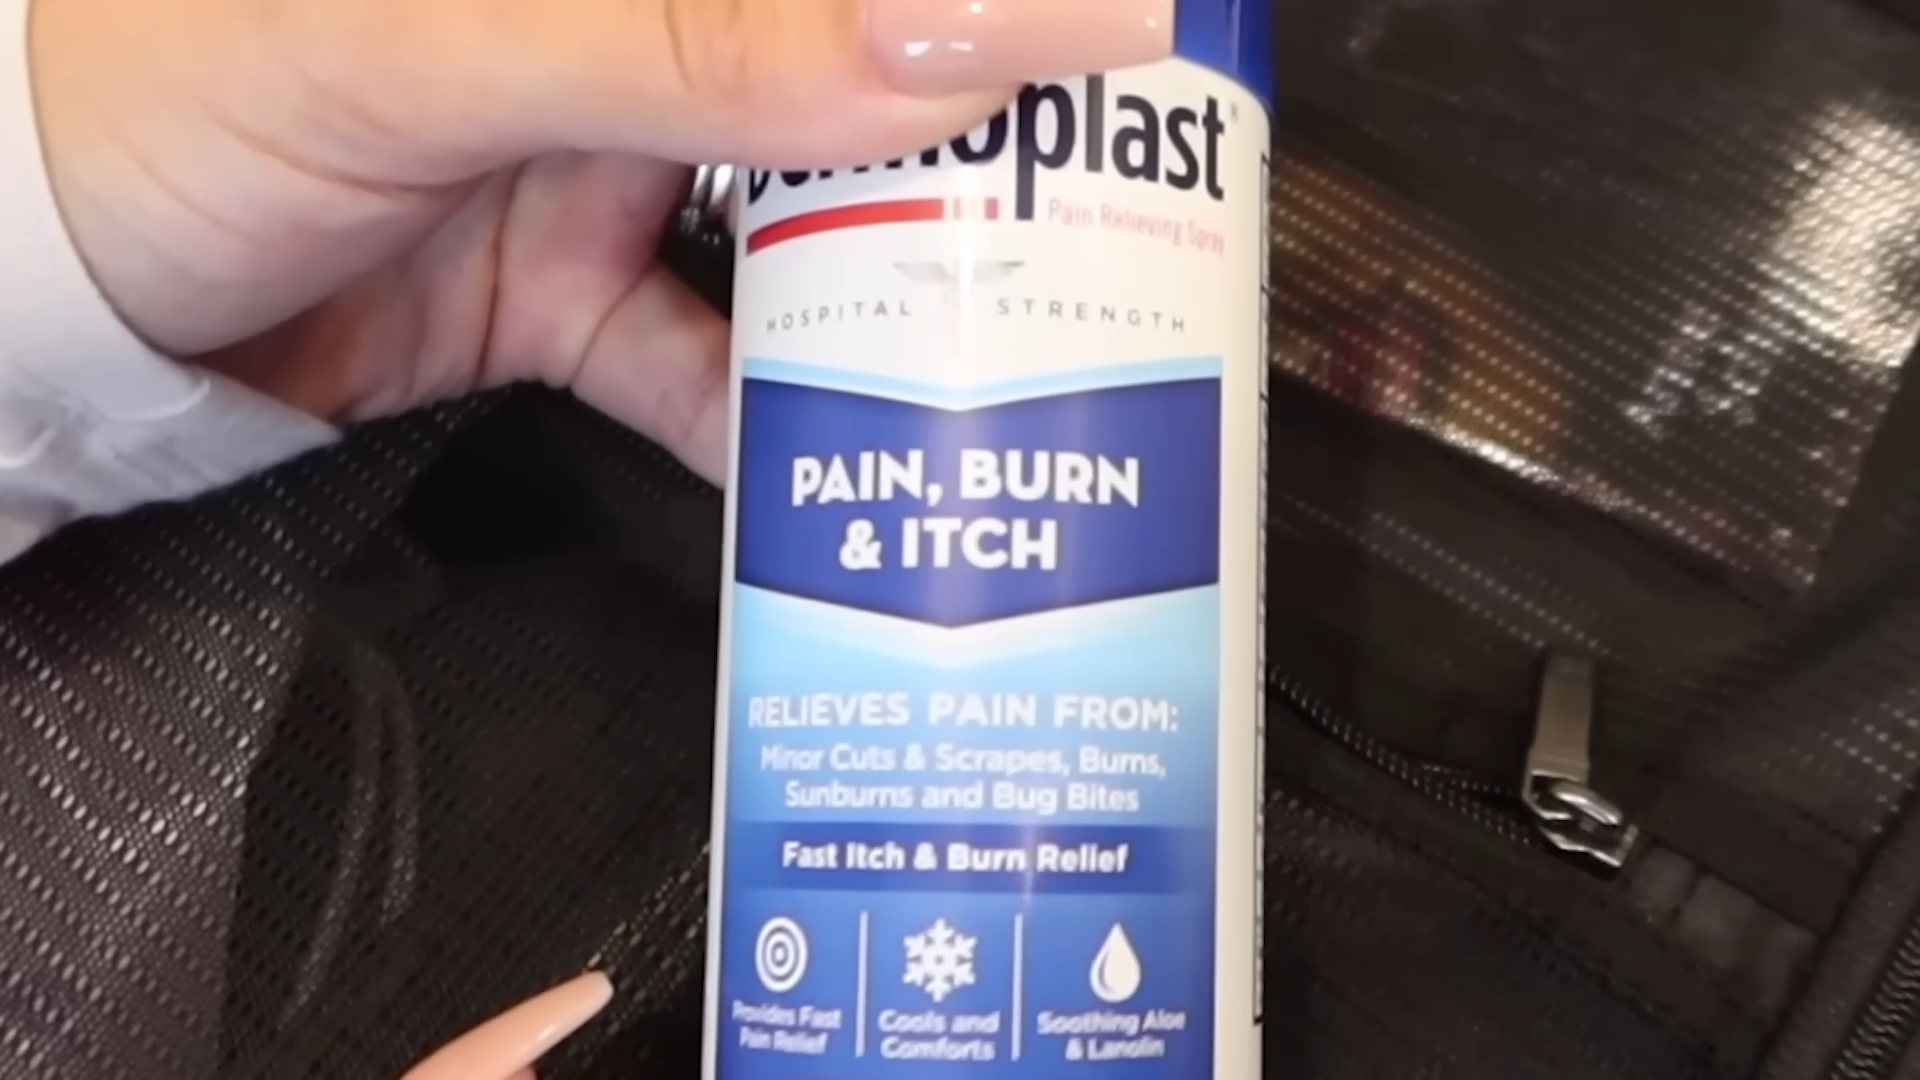 Dermoplast®
Pain Relieving Spray
HOSPITAL STRENGTH
PAIN, BURN
& ITCH
RELIEVES PAIN FROM:
Minor Cuts & Scrapes, Burns,
Sunburns and Bug Bites
Fast Itch & Burn Relief
Provides Fast
Pain Relief
Cools and
Comforts
Soothing Aloe
& Lanolin